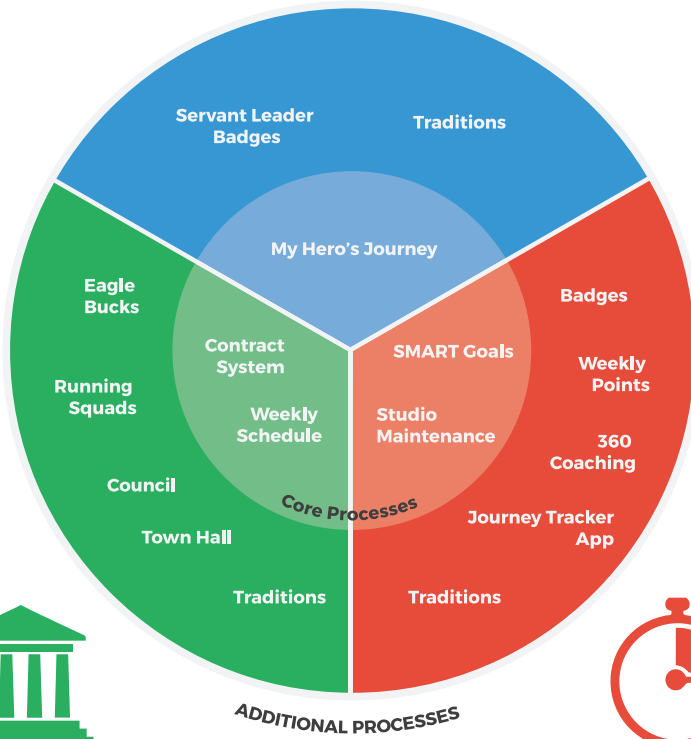 Servant Leader
Badges
Traditions
My Hero's Journey
Eagle
Bucks
Contract
System
Running
Squads
Weekly
Schedule
Council
Town Hall
Traditions
Badges
SMART Goals
Weekly
Points
Studio
Maintenance
360
Coaching
Journey Tracker
App
Traditions
Core Processes
ADDITIONAL PROCESSES